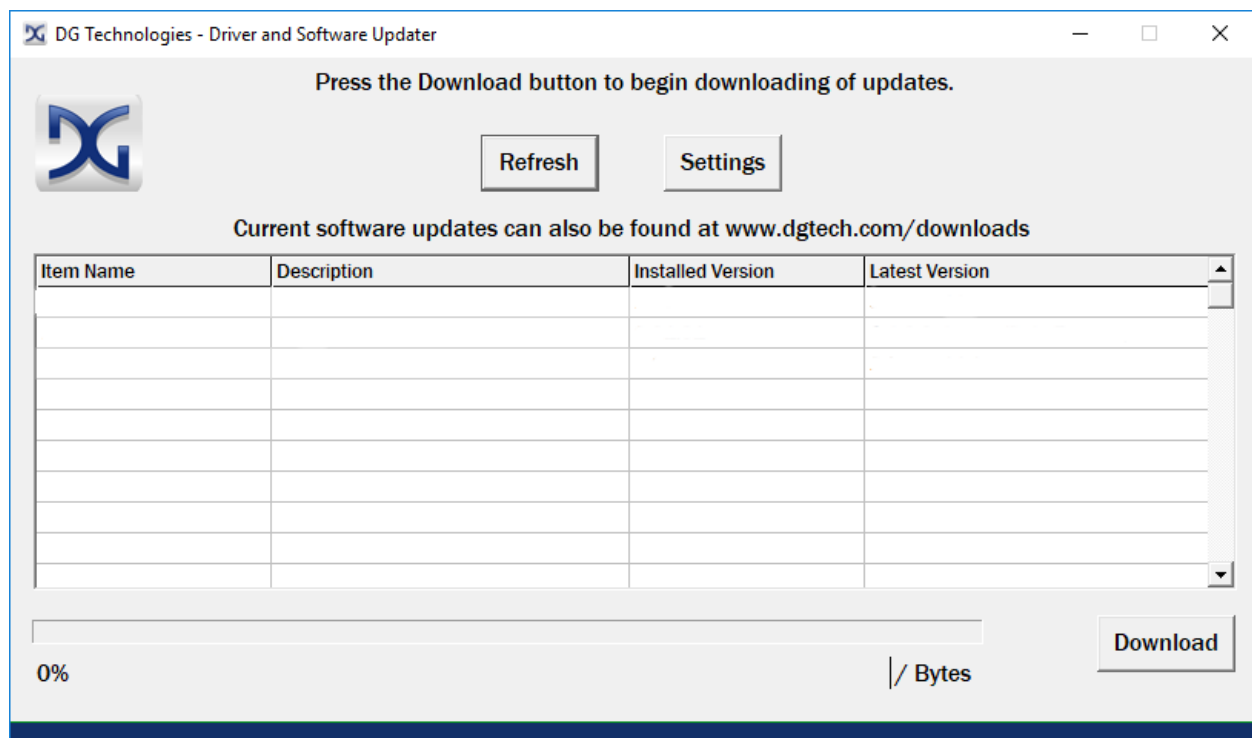 DG Technologies - Driver and Software Updater
Press the Download button to begin downloading of updates.
DG
Refresh Settings
Current software updates can also be found at www.dgtech.com/downloads
Item Name Description Installed Version Latest Version
Download
0% / Bytes